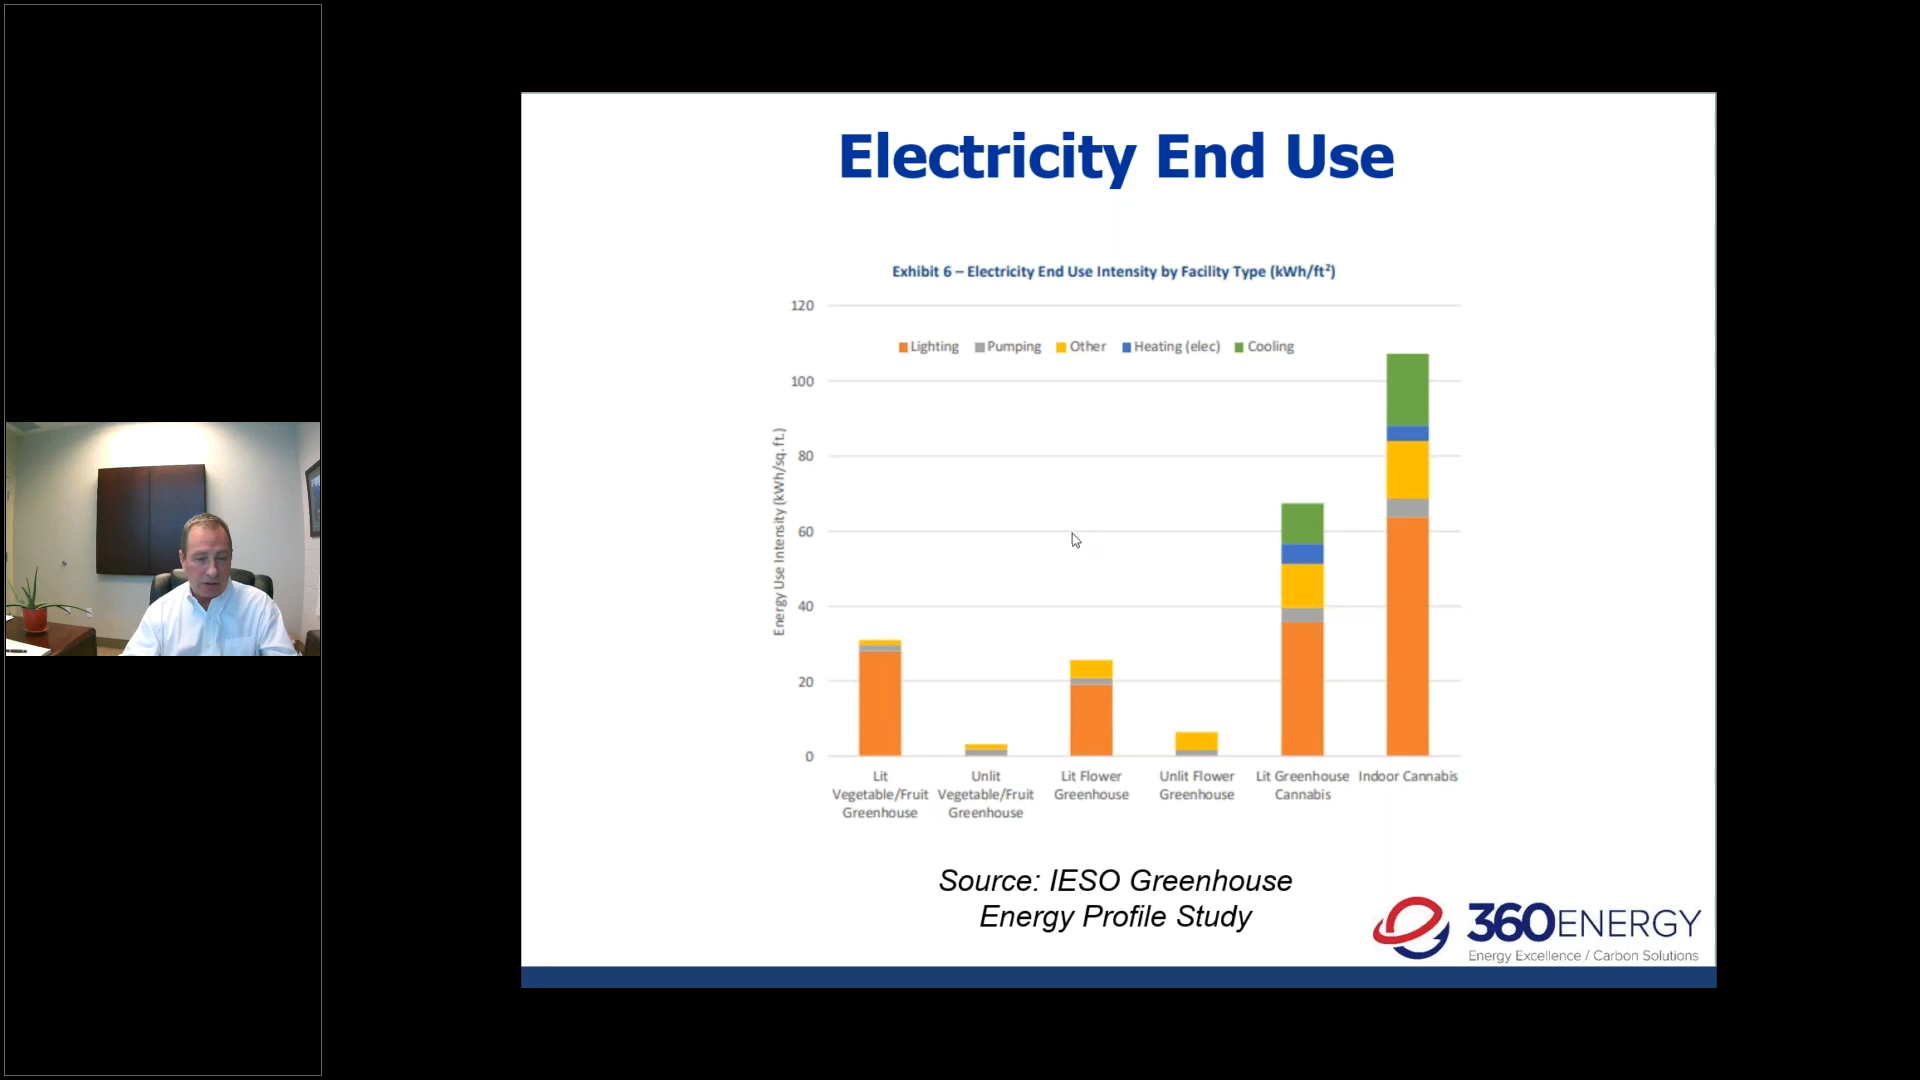 Electricity End Use
Exhibit 6 – Electricity End Use Intensity by Facility Type (kWh/ft²)
120
Lighting Pumping Other Heating (elec) Cooling
100
80
60
40
20
0
Energy Use Intensity (kWh/sq.ft.)
Lit
Vegetable/Fruit
Greenhouse
Unlit
Vegetable/Fruit
Greenhouse
Lit Flower
Greenhouse
Unlit Flower
Greenhouse
Lit Greenhouse
Cannabis
Indoor Cannabis
Source: IESO Greenhouse
Energy Profile Study
360ENERGY
Energy Excellence / Carbon Solutions